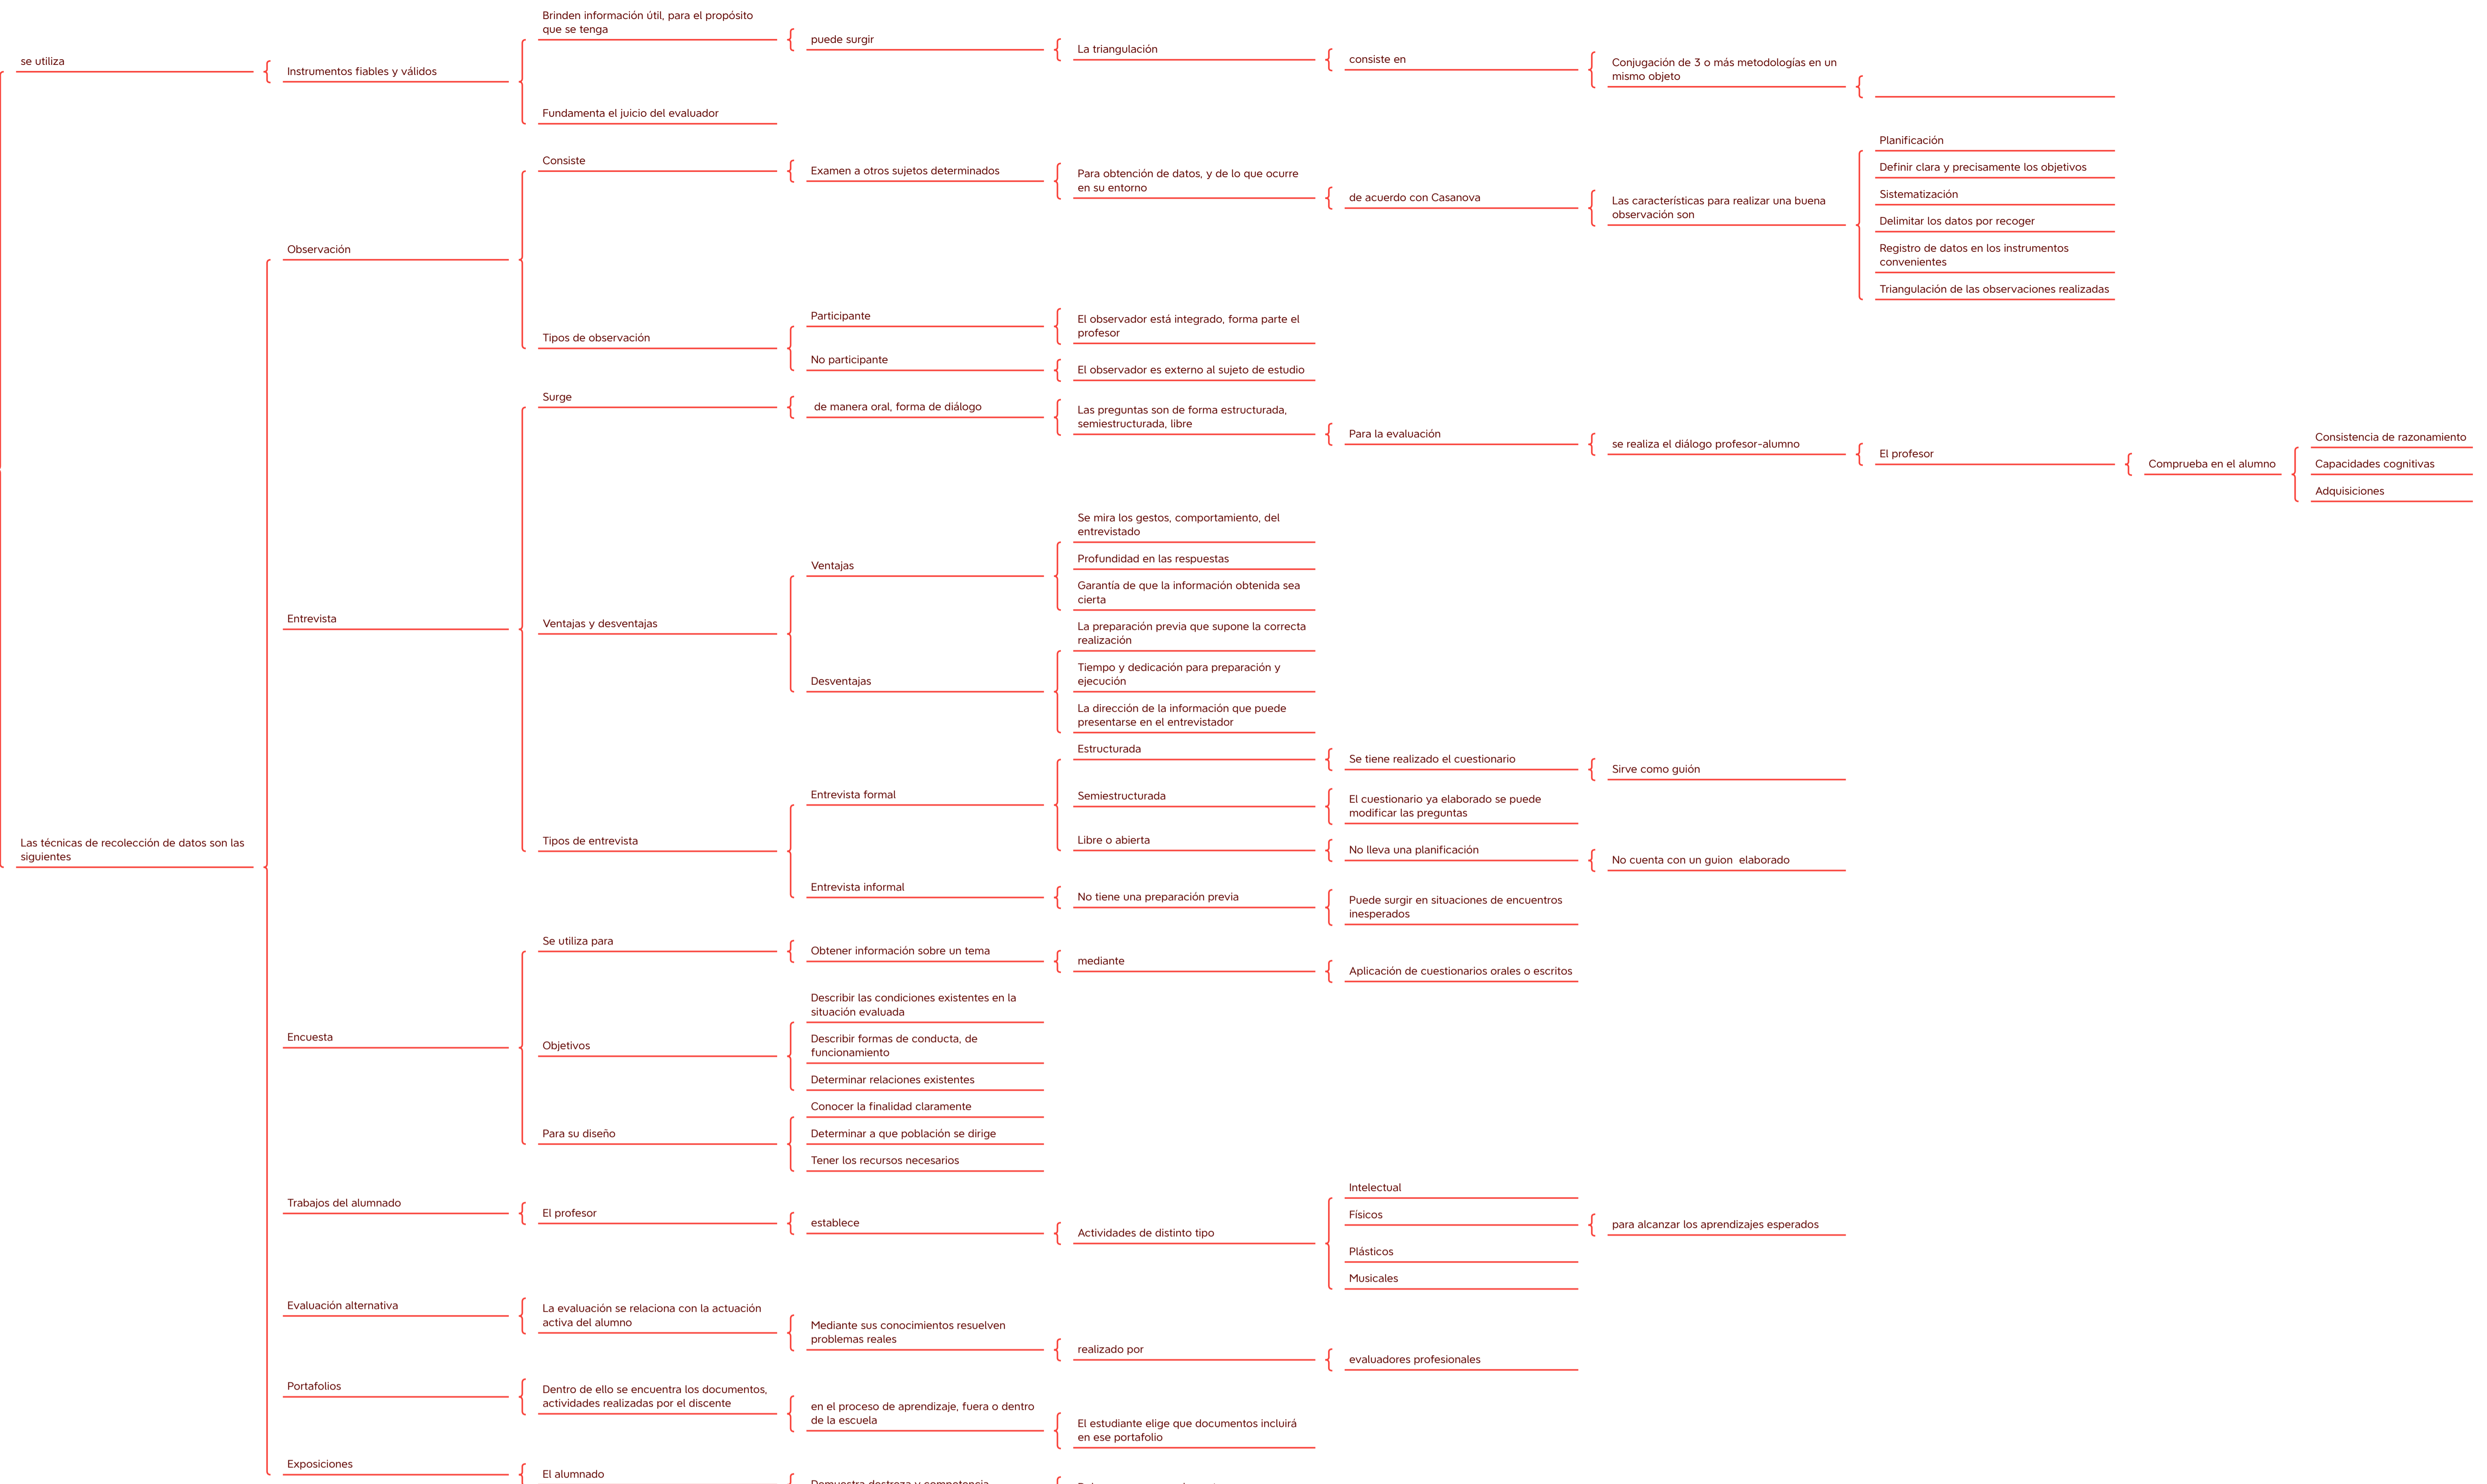 se utiliza
Instrumentos fiables y válidos
Brinden información útil, para el propósito
que se tenga
puede surgir
La triangulación
consiste en
Conjugación de 3 o más metodologías en un
mismo objeto
Fundamenta el juicio del evaluador
Las técnicas de recolección de datos son las
siguientes
Observación
Consiste
Examen a otros sujetos determinados
Para obtención de datos, y de lo que ocurre
en su entorno
de acuerdo con Casanova
Las características para realizar una buena
observación son
Planificación
Definir clara y precisamente los objetivos
Sistematización
Delimitar los datos por recoger
Registro de datos en los instrumentos
convenientes
Triangulación de las observaciones realizadas
Tipos de observación
Participante
El observador está integrado, forma parte el
profesor
No participante
El observador es externo al sujeto de estudio
Entrevista
Surge
de manera oral, forma de diálogo
Las preguntas son de forma estructurada,
semiestructurada, libre
Para la evaluación
se realiza el diálogo profesor-alumno
El profesor
Comprueba en el alumno
Consistencia de razonamiento
Capacidades cognitivas
Adquisiciones
Ventajas y desventajas
Ventajas
Se mira los gestos, comportamiento, del
entrevistado
Profundidad en las respuestas
Garantía de que la información obtenida sea
cierta
Desventajas
La preparación previa que supone la correcta
realización
Tiempo y dedicación para preparación y
ejecución
La dirección de la información que puede
presentarse en el entrevistador
Tipos de entrevista
Entrevista formal
Estructurada
Se tiene realizado el cuestionario
Sirve como guión
Semiestructurada
El cuestionario ya elaborado se puede
modificar las preguntas
Libre o abierta
No lleva una planificación
No cuenta con un guion  elaborado
Entrevista informal
No tiene una preparación previa
Puede surgir en situaciones de encuentros
inesperados
Encuesta
Se utiliza para
Obtener información sobre un tema
mediante
Aplicación de cuestionarios orales o escritos
Objetivos
Describir las condiciones existentes en la
situación evaluada
Describir formas de conducta, de
funcionamiento
Determinar relaciones existentes
Para su diseño
Conocer la finalidad claramente
Determinar a que población se dirige
Tener los recursos necesarios
Trabajos del alumnado
El profesor
establece
Actividades de distinto tipo
Intelectual
Físicos
para alcanzar los aprendizajes esperados
Plásticos
Musicales
Evaluación alternativa
La evaluación se relaciona con la actuación
activa del alumno
Mediante sus conocimientos resuelven
problemas reales
realizado por
evaluadores profesionales
Portafolios
Dentro de ello se encuentra los documentos,
actividades realizadas por el discente
en el proceso de aprendizaje, fuera o dentro
de la escuela
El estudiante elige que documentos incluirá
en ese portafolio
Exposiciones
El alumnado
Demuestra destreza y competencia